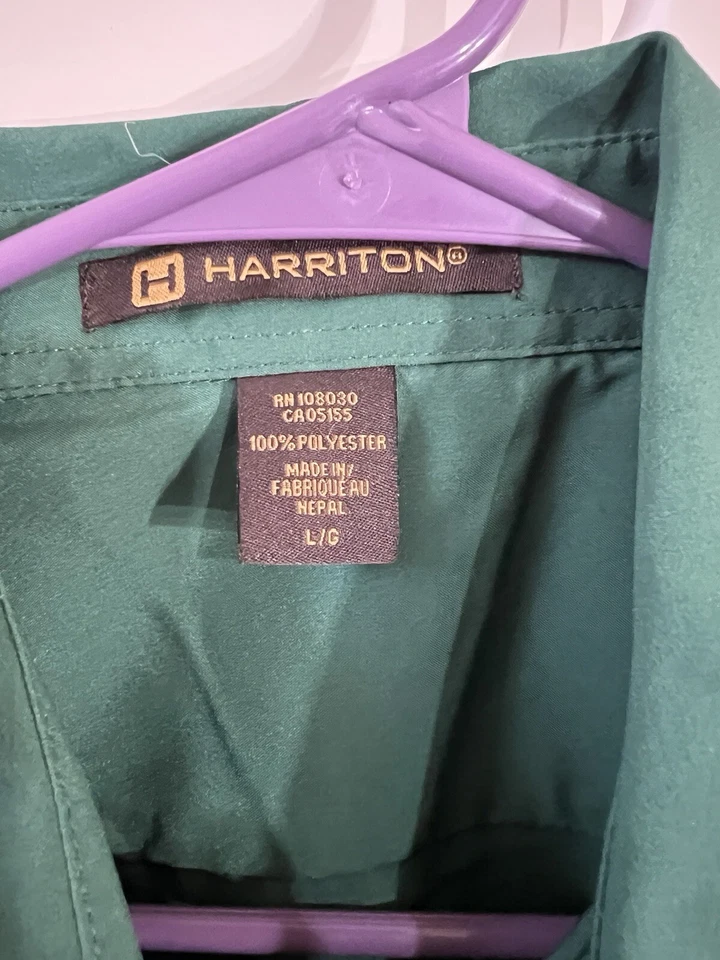 H HARRITON®
RN 108030
CA05155
100% POLYESTER
MADE IN/
FABRIQUÉ AU
NEPAL
L/G